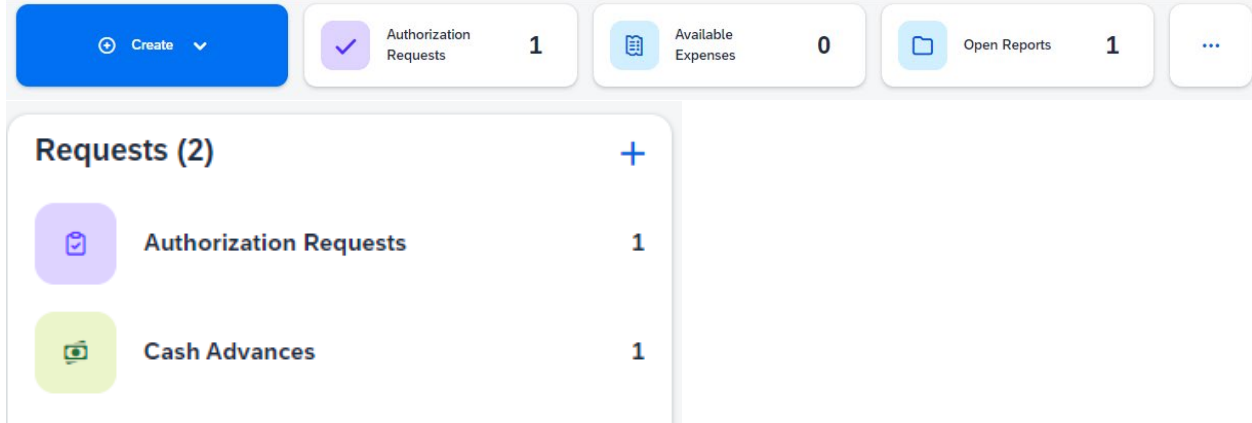 Create
Authorization
Requests
1
Available
Expenses
0
Open Reports
1
...
Requests (2)
+
Authorization Requests
1
Cash Advances
1